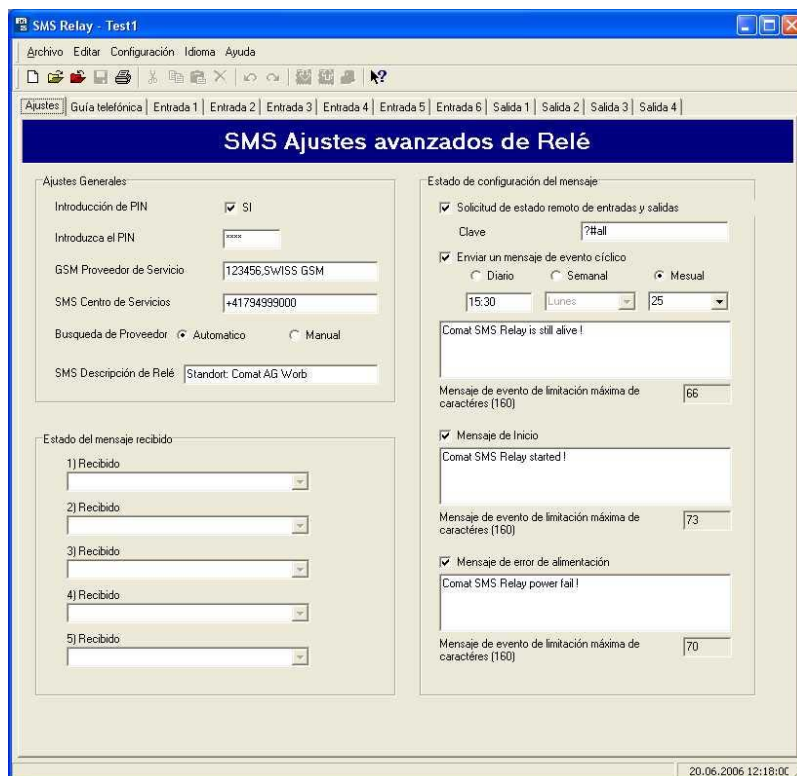 SMS Relay - Test1
Archivo Editar Configuración Idioma Ayuda
Ajustes Guía telefónica Entrada 1 Entrada 2 Entrada 3 Entrada 4 Entrada 5 Entrada 6 Salida 1 Salida 2 Salida 3 Salida 4
SMS Ajustes avanzados de Relé
Ajustes Generales
Introducción de PIN SI
Introduzca el PIN ****
GSM Proveedor de Servicio 123456,SWISS GSM
SMS Centro de Servicios +41794999000
Busqueda de Proveedor Automatico Manual
SMS Descripción de Relé Standort: Comat AG Worb
Estado del mensaje recibido
1) Recibido
2) Recibido
3) Recibido
4) Recibido
5) Recibido
Estado de configuración del mensaje
Solicitud de estado remoto de entradas y salidas
Clave ?#all
Enviar un mensaje de evento cíclico
Diario Semanal Mesual
15:30 Lunes 25
Comat SMS Relay is still alive !
Mensaje de evento de limitación máxima de
caractéres (160) 66
Mensaje de Inicio
Comat SMS Relay started !
Mensaje de evento de limitación máxima de
caractéres (160) 73
Mensaje de error de alimentación
Comat SMS Relay power fail !
Mensaje de evento de limitación máxima de
caractéres (160) 70
20.06.2006 12:18:00